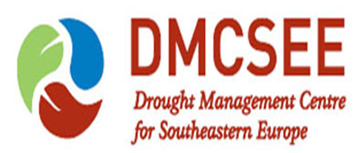 DMCSEE
Drought Management Centre
for Southeastern Europe